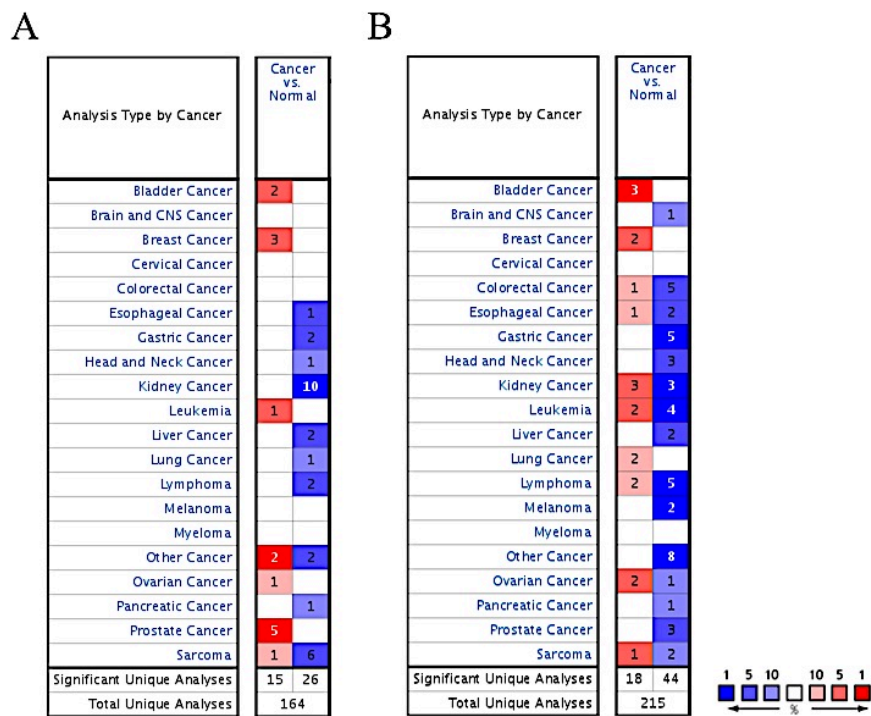 A
Analysis Type by Cancer
Cancer
vs.
Normal
Bladder Cancer 2
Brain and CNS Cancer
Breast Cancer 3
Cervical Cancer
Colorectal Cancer
Esophageal Cancer 1
Gastric Cancer 2
Head and Neck Cancer 1
Kidney Cancer 10
Leukemia 1
Liver Cancer 2
Lung Cancer 1
Lymphoma 2
Melanoma
Myeloma
Other Cancer 2 2
Ovarian Cancer 1
Pancreatic Cancer 1
Prostate Cancer 5
Sarcoma 1 6
Significant Unique Analyses 15 26
Total Unique Analyses 164
B
Analysis Type by Cancer
Cancer
vs.
Normal
Bladder Cancer 3
Brain and CNS Cancer 1
Breast Cancer 2
Cervical Cancer
Colorectal Cancer 1 5
Esophageal Cancer 1 2
Gastric Cancer 5
Head and Neck Cancer 3
Kidney Cancer 3 3
Leukemia 2 4
Liver Cancer 2
Lung Cancer 2
Lymphoma 2 5
Melanoma 2
Myeloma
Other Cancer 8
Ovarian Cancer 2 1
Pancreatic Cancer 1
Prostate Cancer 3
Sarcoma 1 2
Significant Unique Analyses 18 44
Total Unique Analyses 215
1 5 10 10 5 1
%